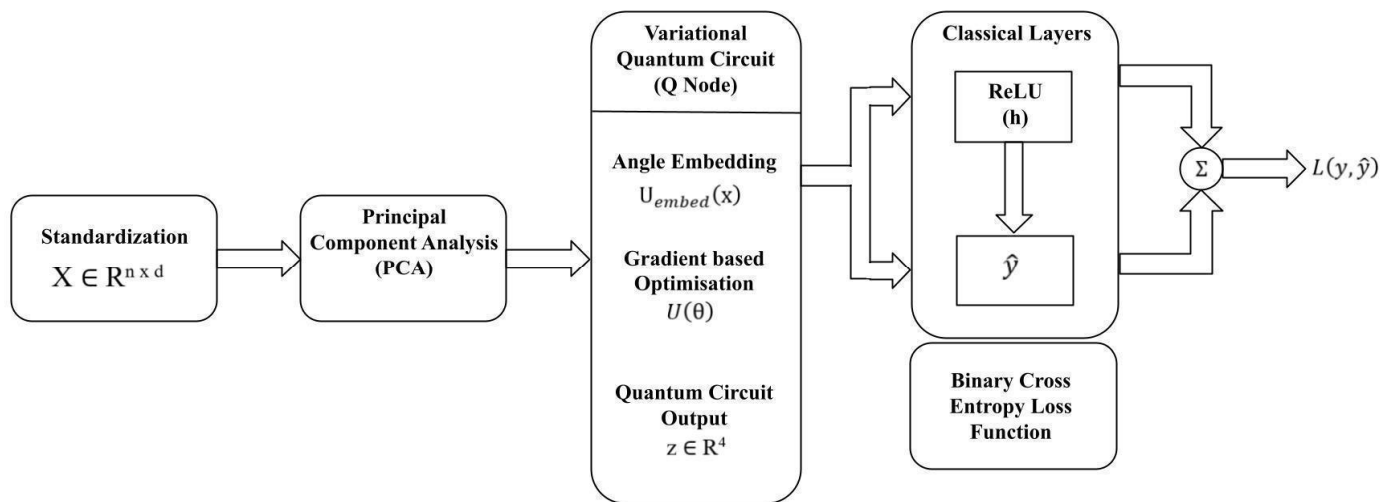 Standardization
X ∈ R^{n x d}
Principal
Component Analysis
(PCA)
Variational
Quantum Circuit
(Q Node)
Angle Embedding
U_{embed}(x)
Gradient based
Optimisation
U(θ)
Quantum Circuit
Output
z ∈ R^4
Classical Layers
ReLU
(h)
ŷ
Binary Cross
Entropy Loss
Function
Σ
L(y, ŷ)